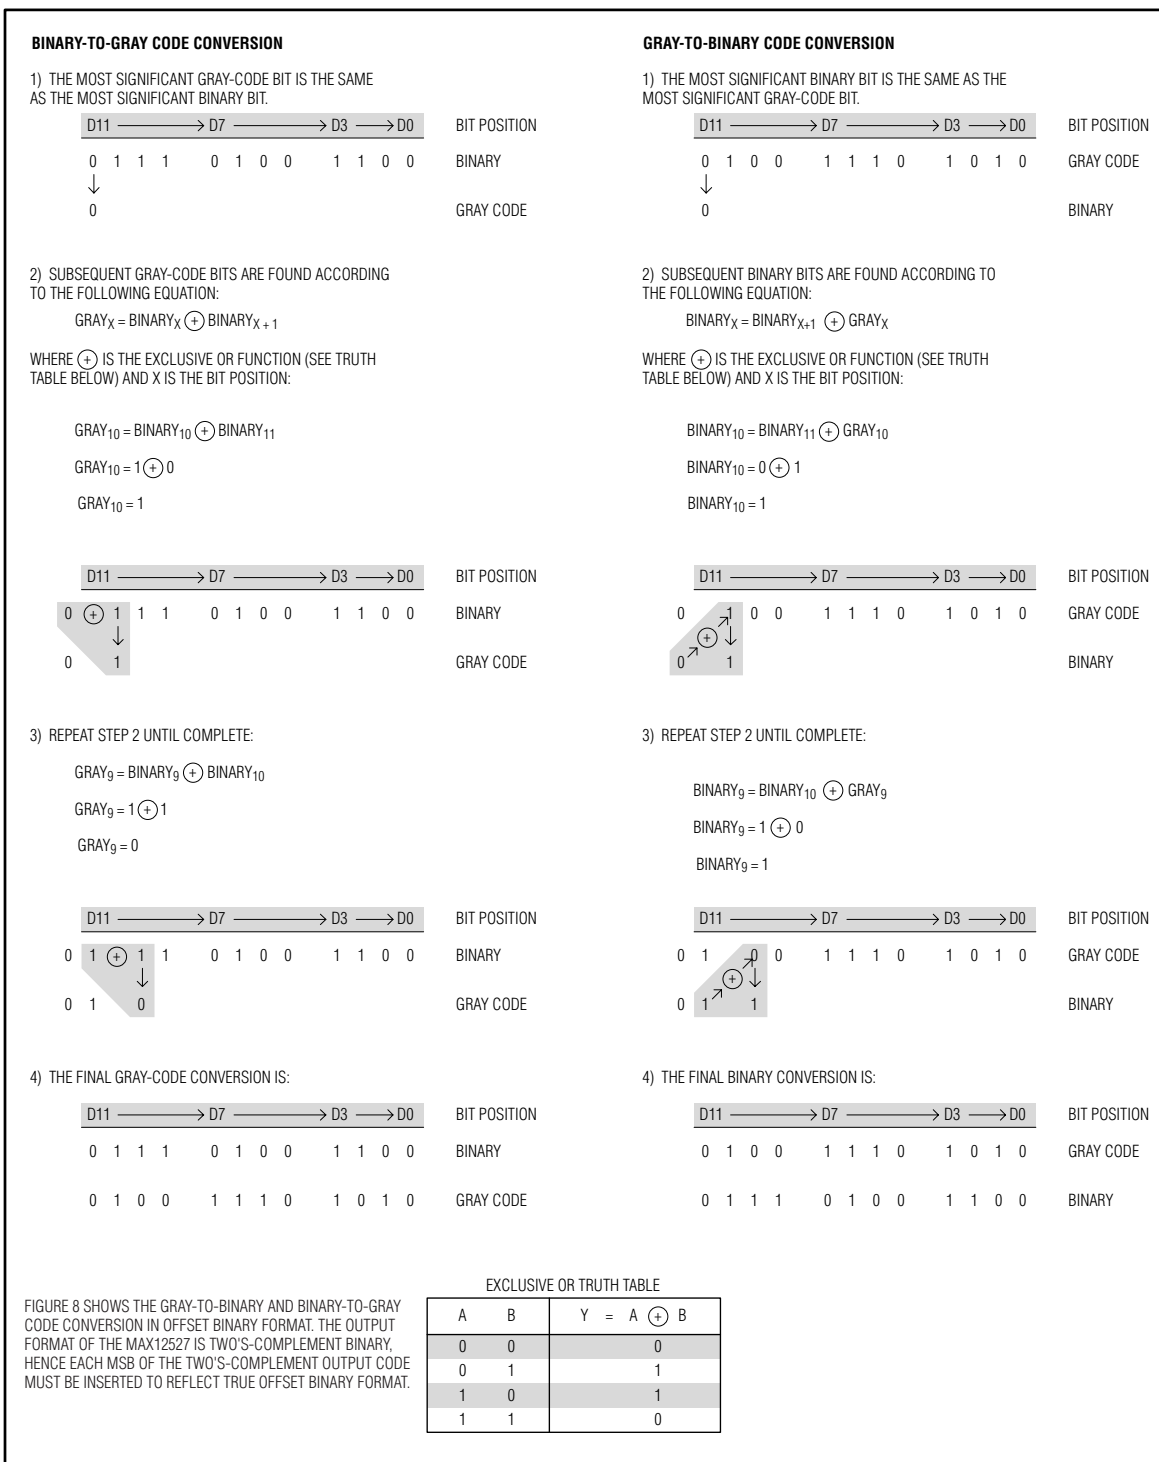 BINARY-TO-GRAY CODE CONVERSION
1) THE MOST SIGNIFICANT GRAY-CODE BIT IS THE SAME
AS THE MOST SIGNIFICANT BINARY BIT.
D11 → D7 → D3 → D0 BIT POSITION
0 1 1 1 0 1 0 0 1 1 0 0 BINARY
↓
0 GRAY CODE
2) SUBSEQUENT GRAY-CODE BITS ARE FOUND ACCORDING
TO THE FOLLOWING EQUATION:
GRAYX = BINARYX ⊕ BINARYX + 1
WHERE ⊕ IS THE EXCLUSIVE OR FUNCTION (SEE TRUTH
TABLE BELOW) AND X IS THE BIT POSITION:
GRAY10 = BINARY10 ⊕ BINARY11
GRAY10 = 1 ⊕ 0
GRAY10 = 1
D11 → D7 → D3 → D0 BIT POSITION
0 ⊕ 1 1 1 0 1 0 0 1 1 0 0 BINARY
↓
0 1 GRAY CODE
3) REPEAT STEP 2 UNTIL COMPLETE:
GRAY9 = BINARY9 ⊕ BINARY10
GRAY9 = 1 ⊕ 1
GRAY9 = 0
D11 → D7 → D3 → D0 BIT POSITION
0 1 ⊕ 1 1 0 1 0 0 1 1 0 0 BINARY
↓
0 1 0 GRAY CODE
4) THE FINAL GRAY-CODE CONVERSION IS:
D11 → D7 → D3 → D0 BIT POSITION
0 1 1 1 0 1 0 0 1 1 0 0 BINARY
0 1 0 0 1 1 1 0 1 0 1 0 GRAY CODE
GRAY-TO-BINARY CODE CONVERSION
1) THE MOST SIGNIFICANT BINARY BIT IS THE SAME AS THE
MOST SIGNIFICANT GRAY-CODE BIT.
D11 → D7 → D3 → D0 BIT POSITION
0 1 0 0 1 1 1 0 1 0 1 0 GRAY CODE
↓
0 BINARY
2) SUBSEQUENT BINARY BITS ARE FOUND ACCORDING TO
THE FOLLOWING EQUATION:
BINARYX = BINARYX+1 ⊕ GRAYX
WHERE ⊕ IS THE EXCLUSIVE OR FUNCTION (SEE TRUTH
TABLE BELOW) AND X IS THE BIT POSITION:
BINARY10 = BINARY11 ⊕ GRAY10
BINARY10 = 0 ⊕ 1
BINARY10 = 1
D11 → D7 → D3 → D0 BIT POSITION
0 1 0 0 1 1 1 0 1 0 1 0 GRAY CODE
⊕ ↓
0 1 BINARY
3) REPEAT STEP 2 UNTIL COMPLETE:
BINARY9 = BINARY10 ⊕ GRAY9
BINARY9 = 1 ⊕ 0
BINARY9 = 1
D11 → D7 → D3 → D0 BIT POSITION
0 1 0 0 1 1 1 0 1 0 1 0 GRAY CODE
⊕ ↓
0 1 1 BINARY
4) THE FINAL BINARY CONVERSION IS:
D11 → D7 → D3 → D0 BIT POSITION
0 1 0 0 1 1 1 0 1 0 1 0 GRAY CODE
0 1 1 1 0 1 0 0 1 1 0 0 BINARY
FIGURE 8 SHOWS THE GRAY-TO-BINARY AND BINARY-TO-GRAY
CODE CONVERSION IN OFFSET BINARY FORMAT. THE OUTPUT
FORMAT OF THE MAX12527 IS TWO'S-COMPLEMENT BINARY,
HENCE EACH MSB OF THE TWO'S-COMPLEMENT OUTPUT CODE
MUST BE INSERTED TO REFLECT TRUE OFFSET BINARY FORMAT.
EXCLUSIVE OR TRUTH TABLE
A B Y = A ⊕ B
0 0 0
0 1 1
1 0 1
1 1 0